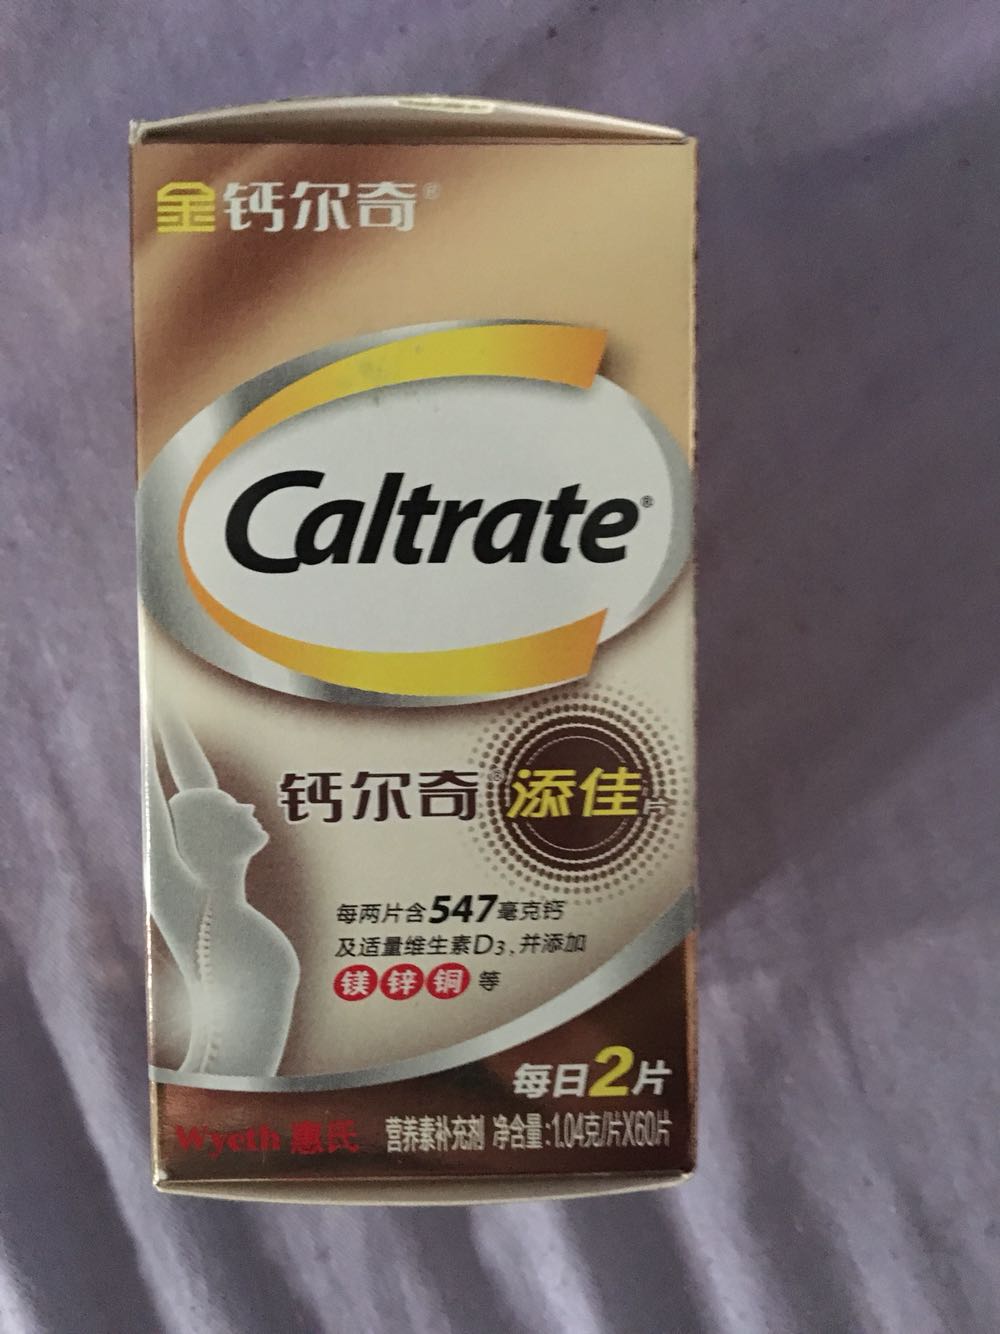 金钙尔奇®
Caltrate®
钙尔奇®添佳片
每两片含547毫克钙
及适量维生素D3,并添加
镁锌铜等
每日2片
Wyeth 惠氏 营养素补充剂 净含量:1.04克/片X60片